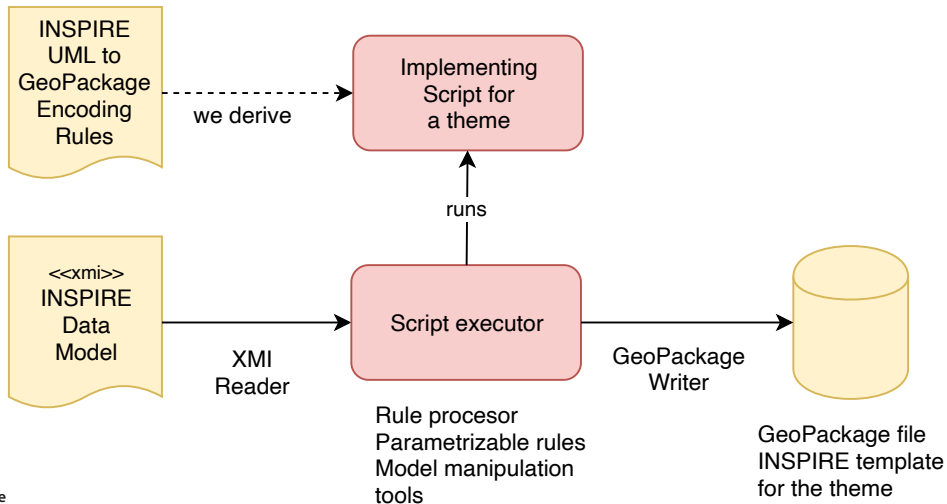 INSPIRE
UML to
GeoPackage
Encoding
Rules
we derive
Implementing
Script for
a theme
runs
<<xmi>>
INSPIRE
Data
Model
XMI
Reader
Script executor
GeoPackage
Writer
Rule procesor
Parametrizable rules
Model manipulation
tools
GeoPackage file
INSPIRE template
for the theme
e